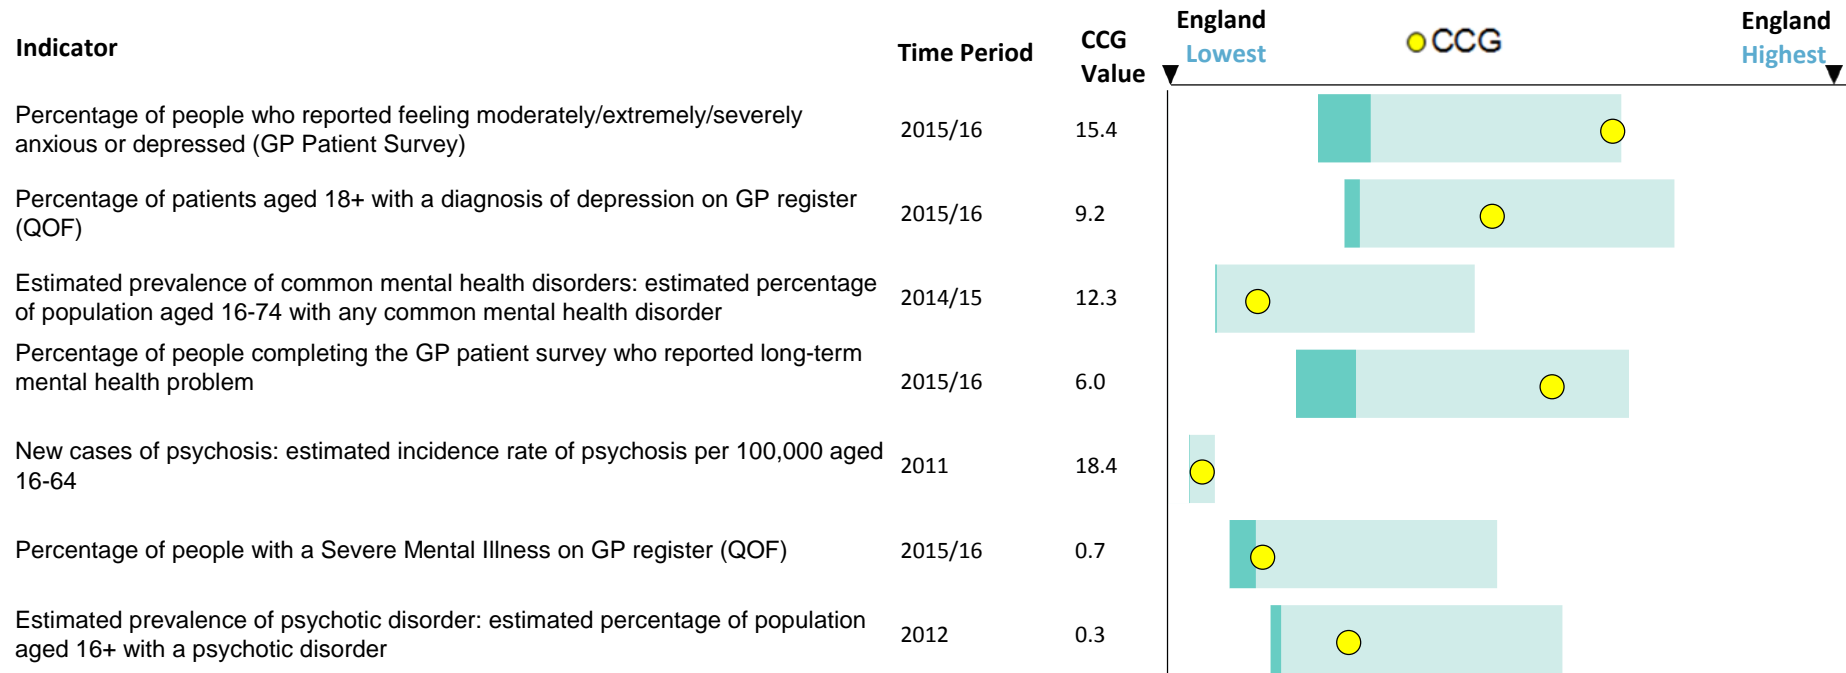 Indicator
Time Period
CCG
Value
England
Lowest
CCG
England
Highest
Percentage of people who reported feeling moderately/extremely/severely
anxious or depressed (GP Patient Survey)
2015/16
15.4
Percentage of patients aged 18+ with a diagnosis of depression on GP register
(QOF)
2015/16
9.2
Estimated prevalence of common mental health disorders: estimated percentage
of population aged 16-74 with any common mental health disorder
2014/15
12.3
Percentage of people completing the GP patient survey who reported long-term
mental health problem
2015/16
6.0
New cases of psychosis: estimated incidence rate of psychosis per 100,000 aged
16-64
2011
18.4
Percentage of people with a Severe Mental Illness on GP register (QOF)
2015/16
0.7
Estimated prevalence of psychotic disorder: estimated percentage of population
aged 16+ with a psychotic disorder
2012
0.3